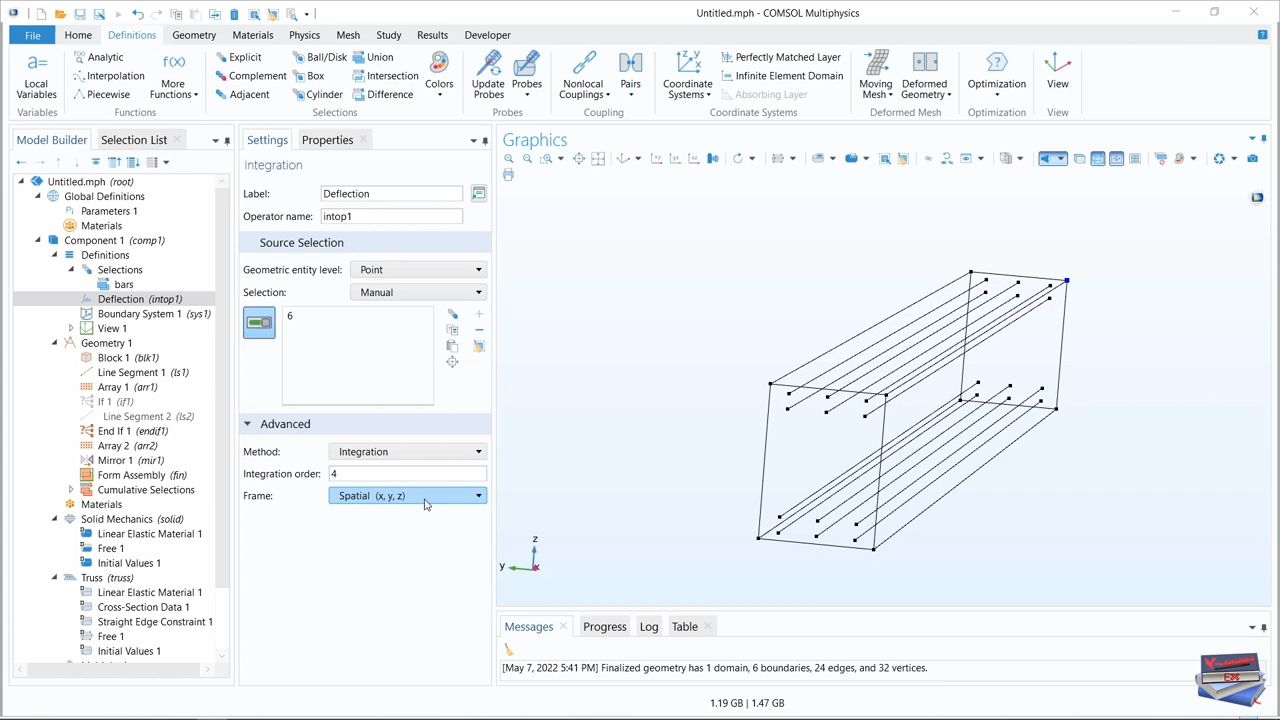 Untitled.mph - COMSOL Multiphysics
File Home Definitions Geometry Materials Physics Mesh Study Results Developer
a=
Local
Variables
Variables
Analytic
Interpolation
Piecewise
f(x)
More
Functions
Functions
Explicit
Complement
Adjacent
Ball/Disk
Box
Cylinder
Union
Intersection
Difference
Colors
Selections
Update
Probes
Probes
Probes
Nonlocal
Couplings
Pairs
Coupling
Coordinate
Systems
Perfectly Matched Layer
Infinite Element Domain
Absorbing Layer
Coordinate Systems
Moving
Mesh
Deformed
Geometry
Deformed Mesh
Optimization
Optimization
View
View
Model Builder Selection List
Untitled.mph (root)
Global Definitions
Parameters 1
Materials
Component 1 (comp1)
Definitions
Selections
bars
Deflection (intop1)
Boundary System 1 (sys1)
View 1
Geometry 1
Block 1 (blk1)
Line Segment 1 (ls1)
Array 1 (arr1)
If 1 (if1)
Line Segment 2 (ls2)
End If 1 (endif1)
Array 2 (arr2)
Mirror 1 (mir1)
Form Assembly (fin)
Cumulative Selections
Materials
Solid Mechanics (solid)
Linear Elastic Material 1
Free 1
Initial Values 1
Truss (truss)
Linear Elastic Material 1
Cross-Section Data 1
Straight Edge Constraint 1
Free 1
Initial Values 1
Settings Properties
Integration
Label: Deflection
Operator name: intop1
Source Selection
Geometric entity level: Point
Selection: Manual
6
Advanced
Method: Integration
Integration order: 4
Frame: Spatial (x, y, z)
Graphics
z
y
x
Messages Progress Log Table
[May 7, 2022 5:41 PM] Finalized geometry has 1 domain, 6 boundaries, 24 edges, and 32 vertices.
1.19 GB | 1.47 GB